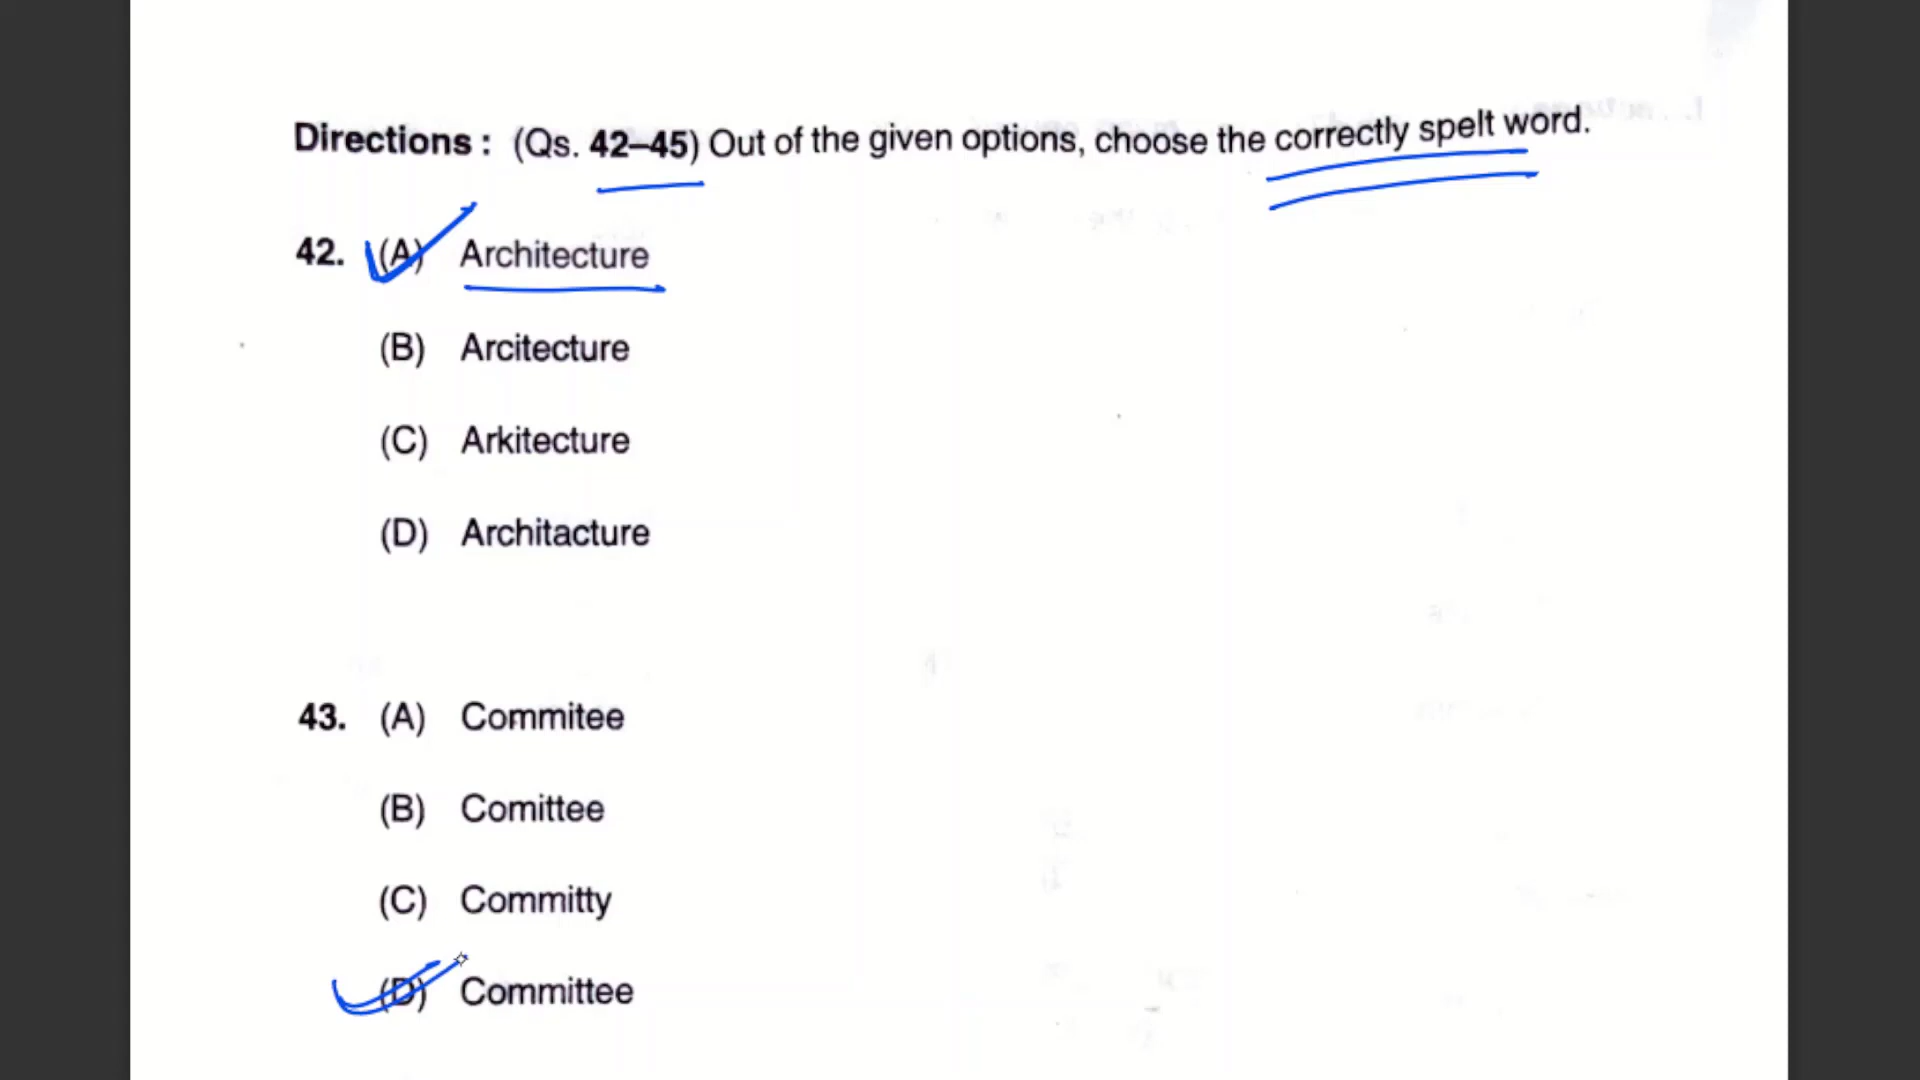 Directions : (Qs. 42–45) Out of the given options, choose the correctly spelt word.
42. (A) Architecture
(B) Arcitecture
(C) Arkitecture
(D) Architacture
43. (A) Commitee
(B) Comittee
(C) Committy
(D) Committee